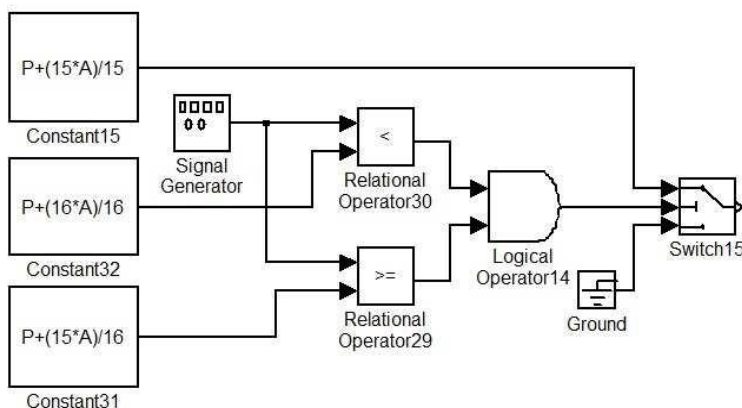 P+(15*A)/15
Constant15
Signal
Generator
<
Relational
Operator30
P+(16*A)/16
Constant32
>=
Relational
Operator29
Logical
Operator14
Switch15
Ground
P+(15*A)/16
Constant31